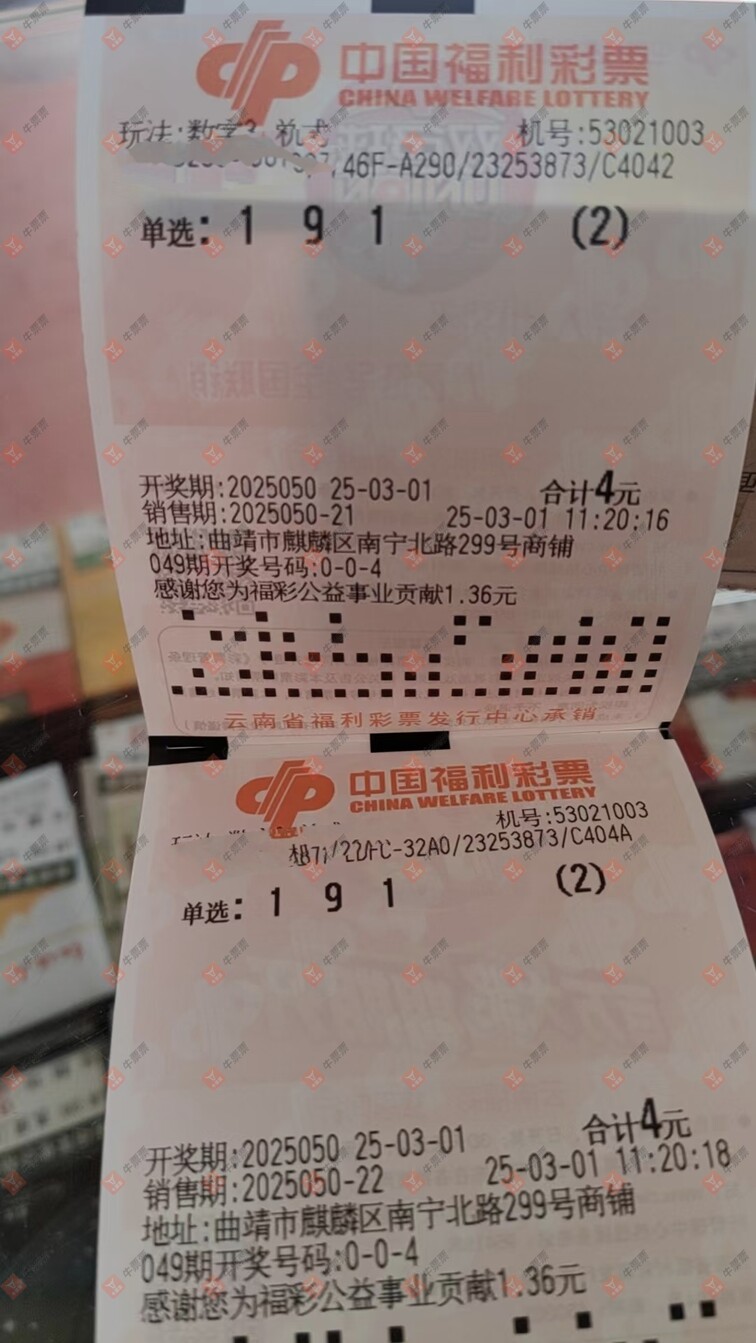 中国福利彩票
CHINA WELFARE LOTTERY
玩法:数字3 机号:53021003
46F-A290/23253873/C4042
单选: 1 9 1 (2)
开奖期:2025050 25-03-01 合计4元
销售期:2025050-21 25-03-01 11:20:16
地址:曲靖市麒麟区南宁北路299号商铺
049期开奖号码:0-0-4
感谢您为福彩公益事业贡献1.36元
云南省福利彩票发行中心承销
中国福利彩票
CHINA WELFARE LOTTERY
机号:53021003
-32A0/23253873/C404A
单选: 1 9 1 (2)
开奖期:2025050 25-03-01 合计4元
销售期:2025050-22 25-03-01 11:20:18
地址:曲靖市麒麟区南宁北路299号商铺
049期开奖号码:0-0-4
感谢您为福彩公益事业贡献1.36元